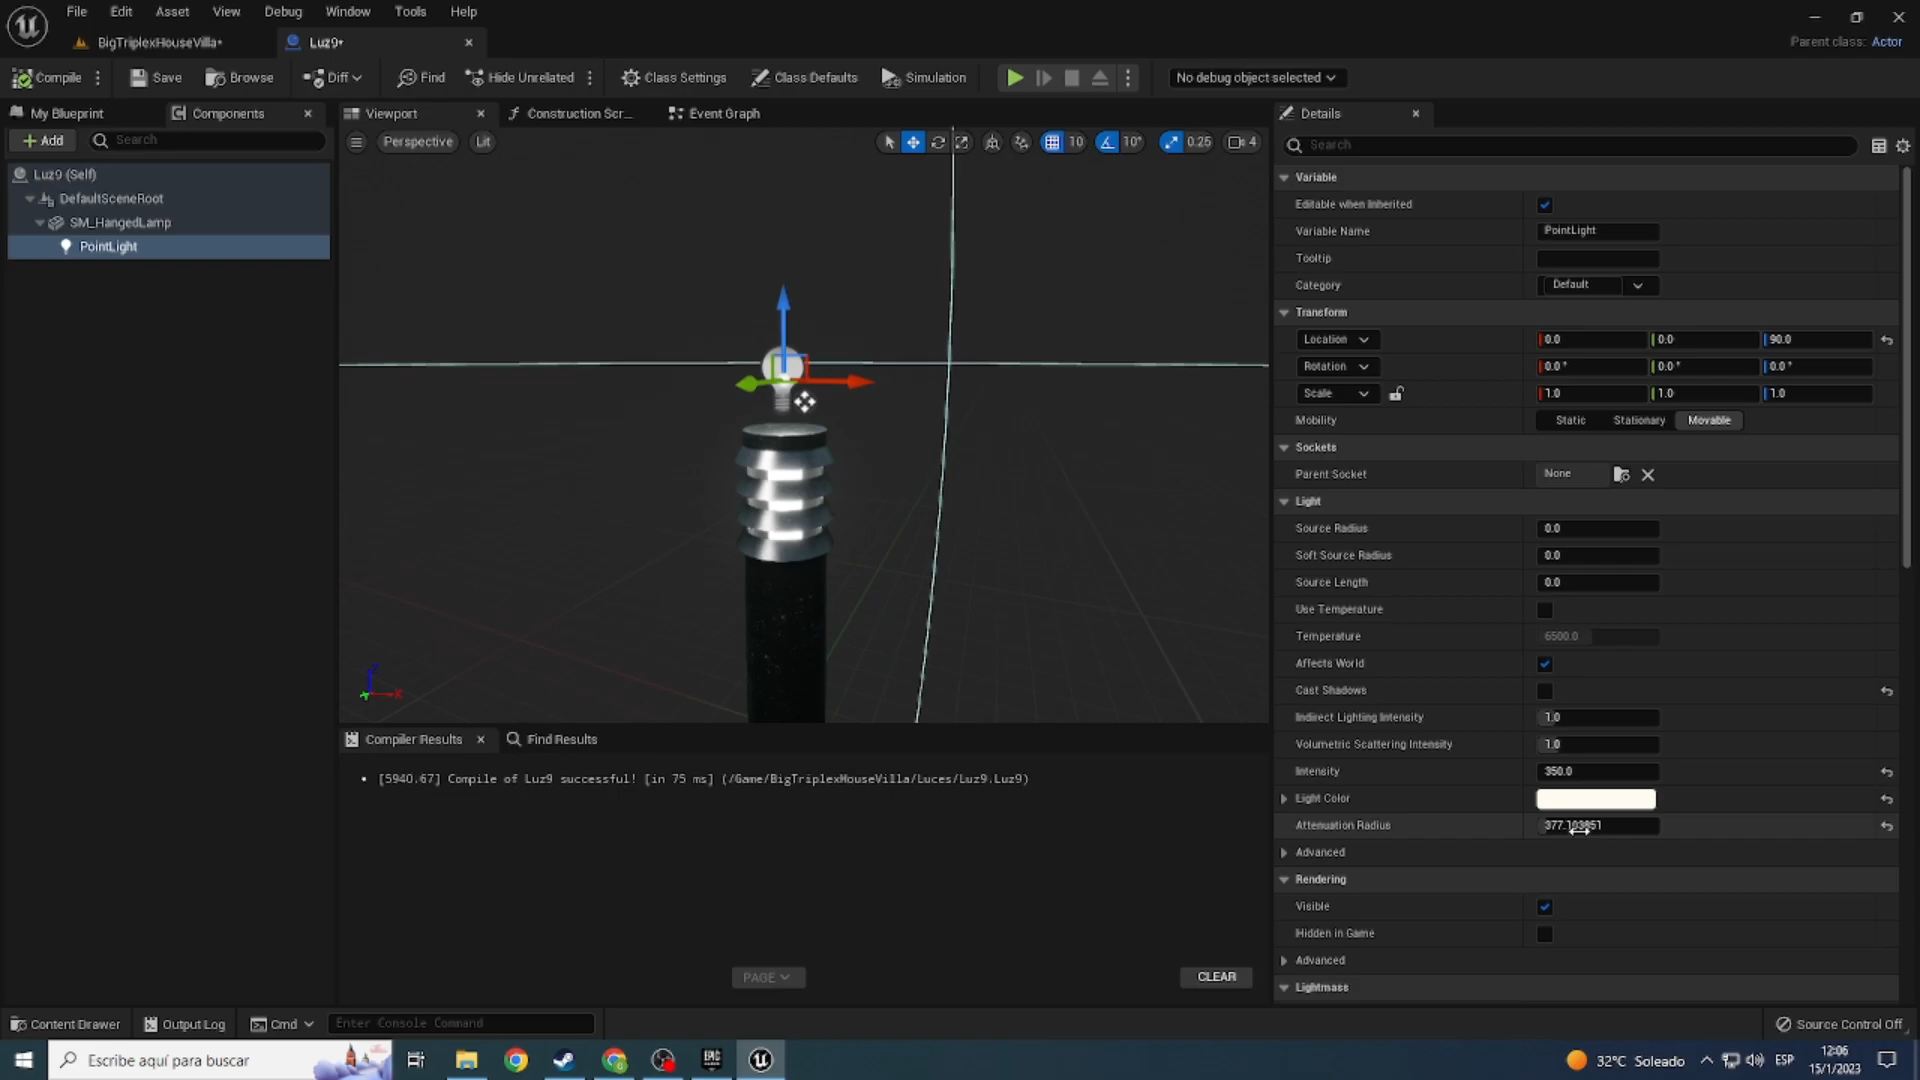 File Edit Asset View Debug Window Tools Help
BigTriplexHouseVilla* Luz9*
Parent class: Actor
Compile Save Browse Diff Find Hide Unrelated Class Settings Class Defaults Simulation No debug object selected
My Blueprint Components Viewport Construction Scr... Event Graph Details
Add Search Perspective Lit 10 10° 0.25 4 Search
Luz9 (Self)
DefaultSceneRoot
SM_HangedLamp
PointLight
Variable
Editable when Inherited
Variable Name PointLight
Tooltip
Category Default
Transform
Location 0.0 0.0 90.0
Rotation 0.0° 0.0° 0.0°
Scale 1.0 1.0 1.0
Mobility Static Stationary Movable
Sockets
Parent Socket None
Light
Source Radius 0.0
Soft Source Radius 0.0
Source Length 0.0
Use Temperature
Temperature 6500.0
Affects World
Cast Shadows
Indirect Lighting Intensity 1.0
Volumetric Scattering Intensity 1.0
Intensity 350.0
Light Color
Attenuation Radius
Advanced
Rendering
Visible
Hidden in Game
Advanced
Lightmass
Z X
Compiler Results Find Results
• [5940.67] Compile of Luz9 successful! [in 75 ms] (/Game/BigTriplexHouseVilla/Luces/Luz9.Luz9)
PAGE CLEAR
Content Drawer Output Log Cmd Enter Console Command Source Control Off
Escribe aquí para buscar EPIC 32°C Soleado ESP 12:06
15/1/2023